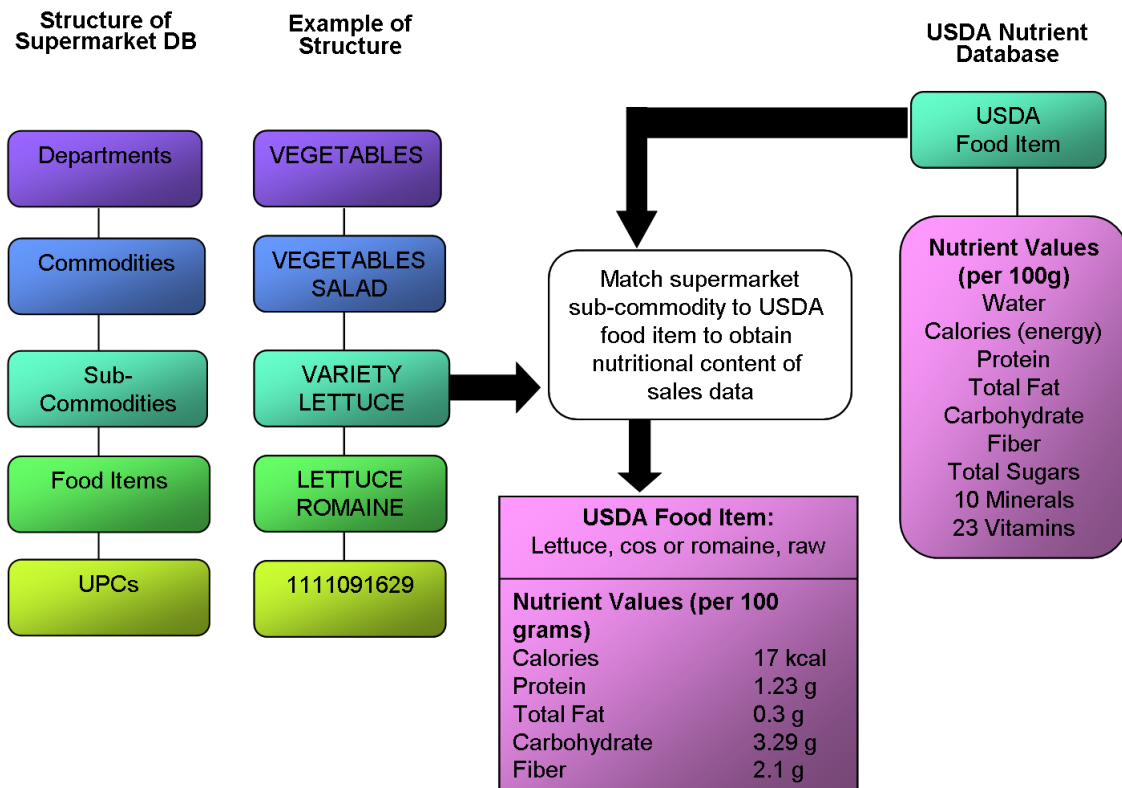 Structure of
Supermarket DB
Departments
Commodities
Sub-
Commodities
Food Items
UPCs
Example of
Structure
VEGETABLES
VEGETABLES
SALAD
VARIETY
LETTUCE
LETTUCE
ROMAINE
1111091629
Match supermarket
sub-commodity to USDA
food item to obtain
nutritional content of
sales data
USDA Food Item:
Lettuce, cos or romaine, raw
Nutrient Values (per 100
grams)
Calories 17 kcal
Protein 1.23 g
Total Fat 0.3 g
Carbohydrate 3.29 g
Fiber 2.1 g
USDA Nutrient
Database
USDA
Food Item
Nutrient Values
(per 100g)
Water
Calories (energy)
Protein
Total Fat
Carbohydrate
Fiber
Total Sugars
10 Minerals
23 Vitamins